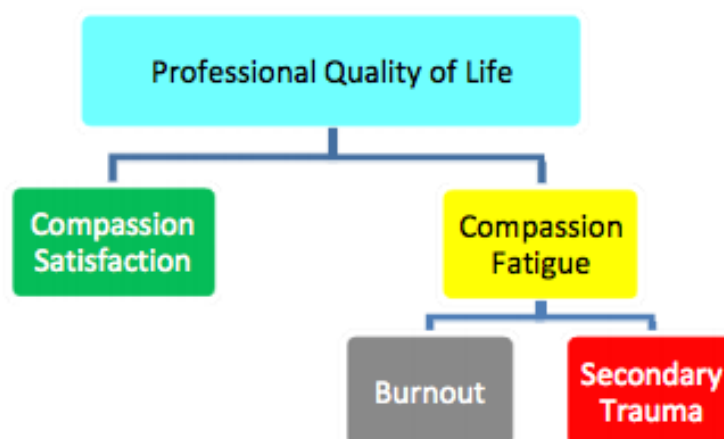 Professional Quality of Life
Compassion
Satisfaction
Compassion
Fatigue
Burnout
Secondary
Trauma